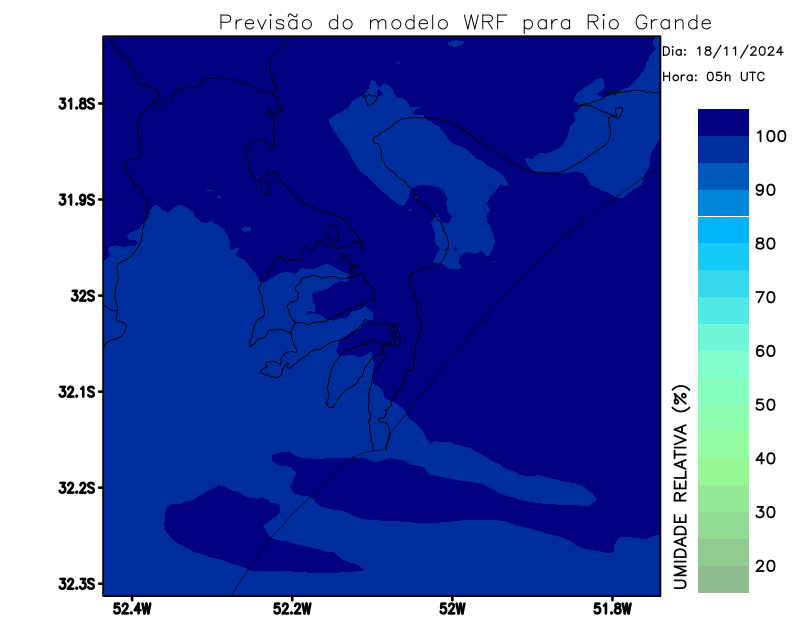 Previsão do modelo WRF para Rio Grande
Dia: 18/11/2024
Hora: 05h UTC
31.8S
31.9S
32S
32.1S
32.2S
32.3S
52.4W
52.2W
52W
51.8W
100
90
80
70
60
50
40
30
20
UMIDADE RELATIVA (%)